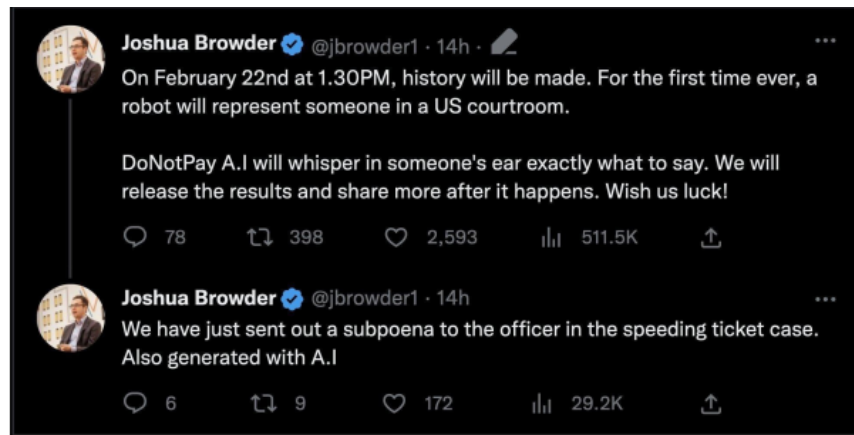 Joshua Browder @jbrowder1 · 14h ·
On February 22nd at 1.30PM, history will be made. For the first time ever, a
robot will represent someone in a US courtroom.
DoNotPay A.I will whisper in someone's ear exactly what to say. We will
release the results and share more after it happens. Wish us luck!
78 398 2,593 511.5K
Joshua Browder @jbrowder1 · 14h
We have just sent out a subpoena to the officer in the speeding ticket case.
Also generated with A.I
6 9 172 29.2K